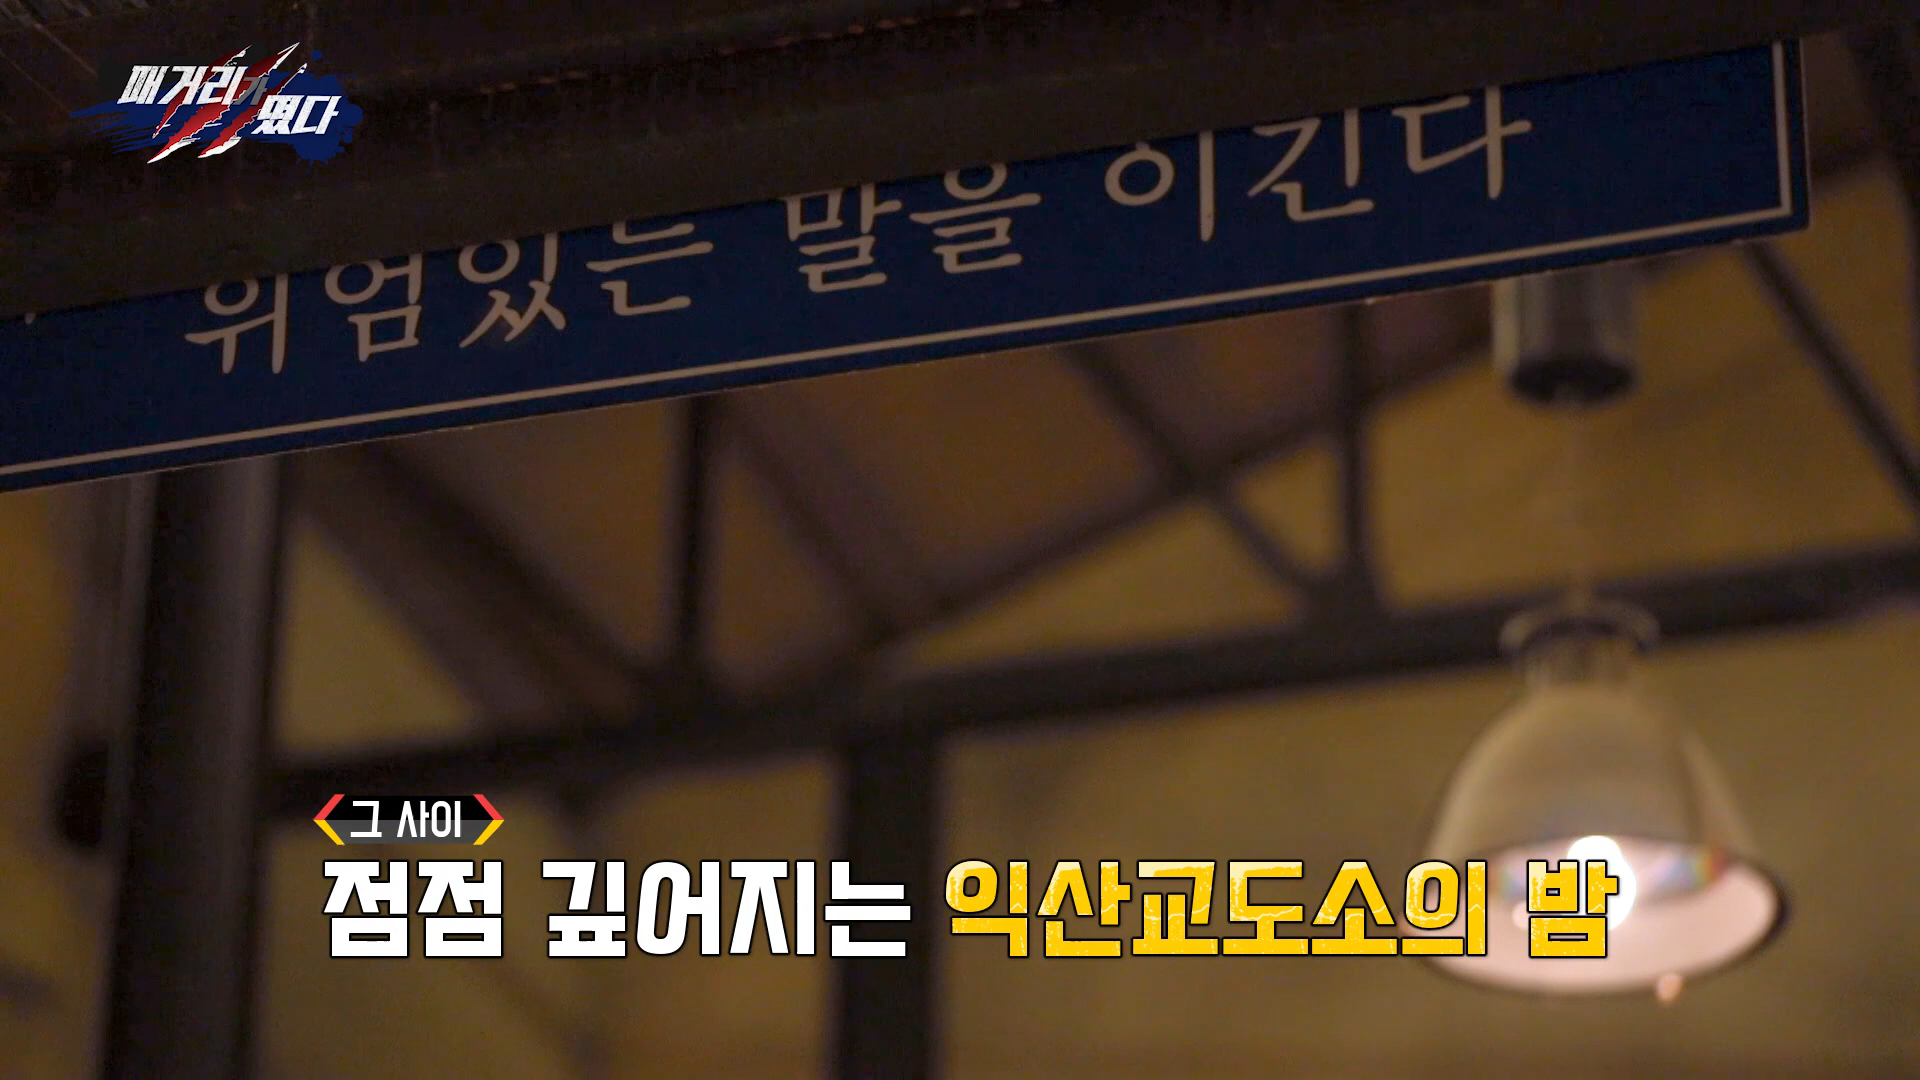 패거리가
떴다
위엄있는 말을 이긴다
그 사이
점점 깊어지는 익산교도소의 밤